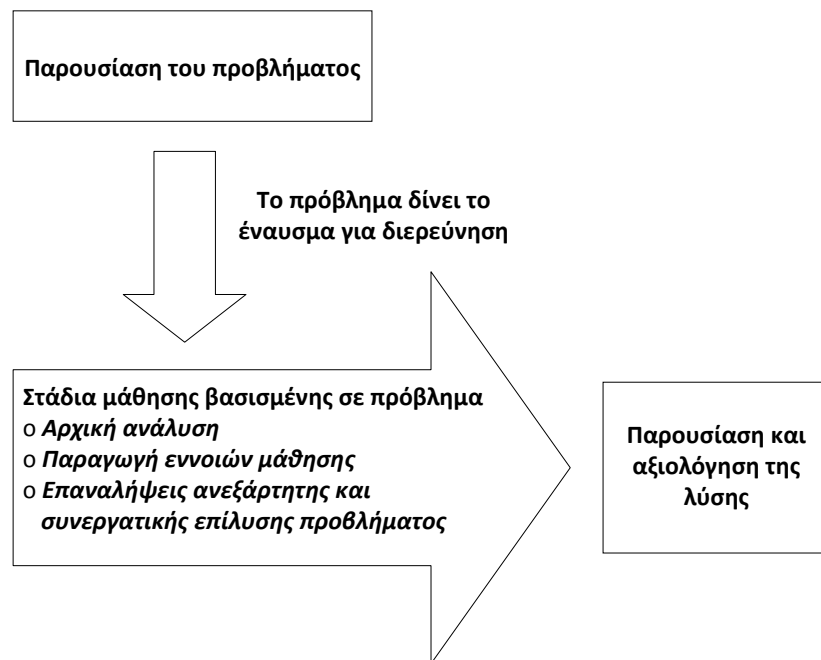 Παρουσίαση του προβλήματος
Το πρόβλημα δίνει το
έναυσμα για διερεύνηση
Στάδια μάθησης βασισμένης σε πρόβλημα
o Αρχική ανάλυση
o Παραγωγή εννοιών μάθησης
o Επαναλήψεις ανεξάρτητης και
συνεργατικής επίλυσης προβλήματος
Παρουσίαση και
αξιολόγηση της
λύσης